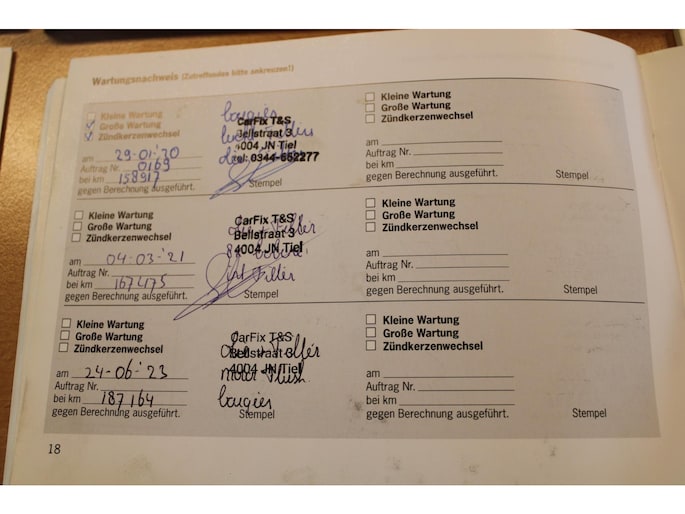 Wartungsnachweis (Zutreffendes bitte ankreuzen!)
Kleine Wartung
Große Wartung
Zündkerzenwechsel
am 29-01-'20
Auftrag Nr. 0169
bei km 158917
gegen Berechnung ausgeführt.
bougies
CarFix T&S
Bellstraat 3
4004 JN Tiel
tel: 0344-652277
Stempel
Kleine Wartung
Große Wartung
Zündkerzenwechsel
am
Auftrag Nr.
bei km
gegen Berechnung ausgeführt.
Stempel
Kleine Wartung
Große Wartung
Zündkerzenwechsel
am 04-03-'21
Auftrag Nr.
bei km 167475
gegen Berechnung ausgeführt.
CarFix T&S
Bellstraat 3
4004 JN Tiel
Stempel
Kleine Wartung
Große Wartung
Zündkerzenwechsel
am
Auftrag Nr.
bei km
gegen Berechnung ausgeführt.
Stempel
Kleine Wartung
Große Wartung
Zündkerzenwechsel
am 24-06-'23
Auftrag Nr.
bei km 187164
gegen Berechnung ausgeführt.
CarFix T&S
Bellstraat 3
4004 JN Tiel
motor flush
bougies
Stempel
Kleine Wartung
Große Wartung
Zündkerzenwechsel
am
Auftrag Nr.
bei km
gegen Berechnung ausgeführt.
Stempel
18